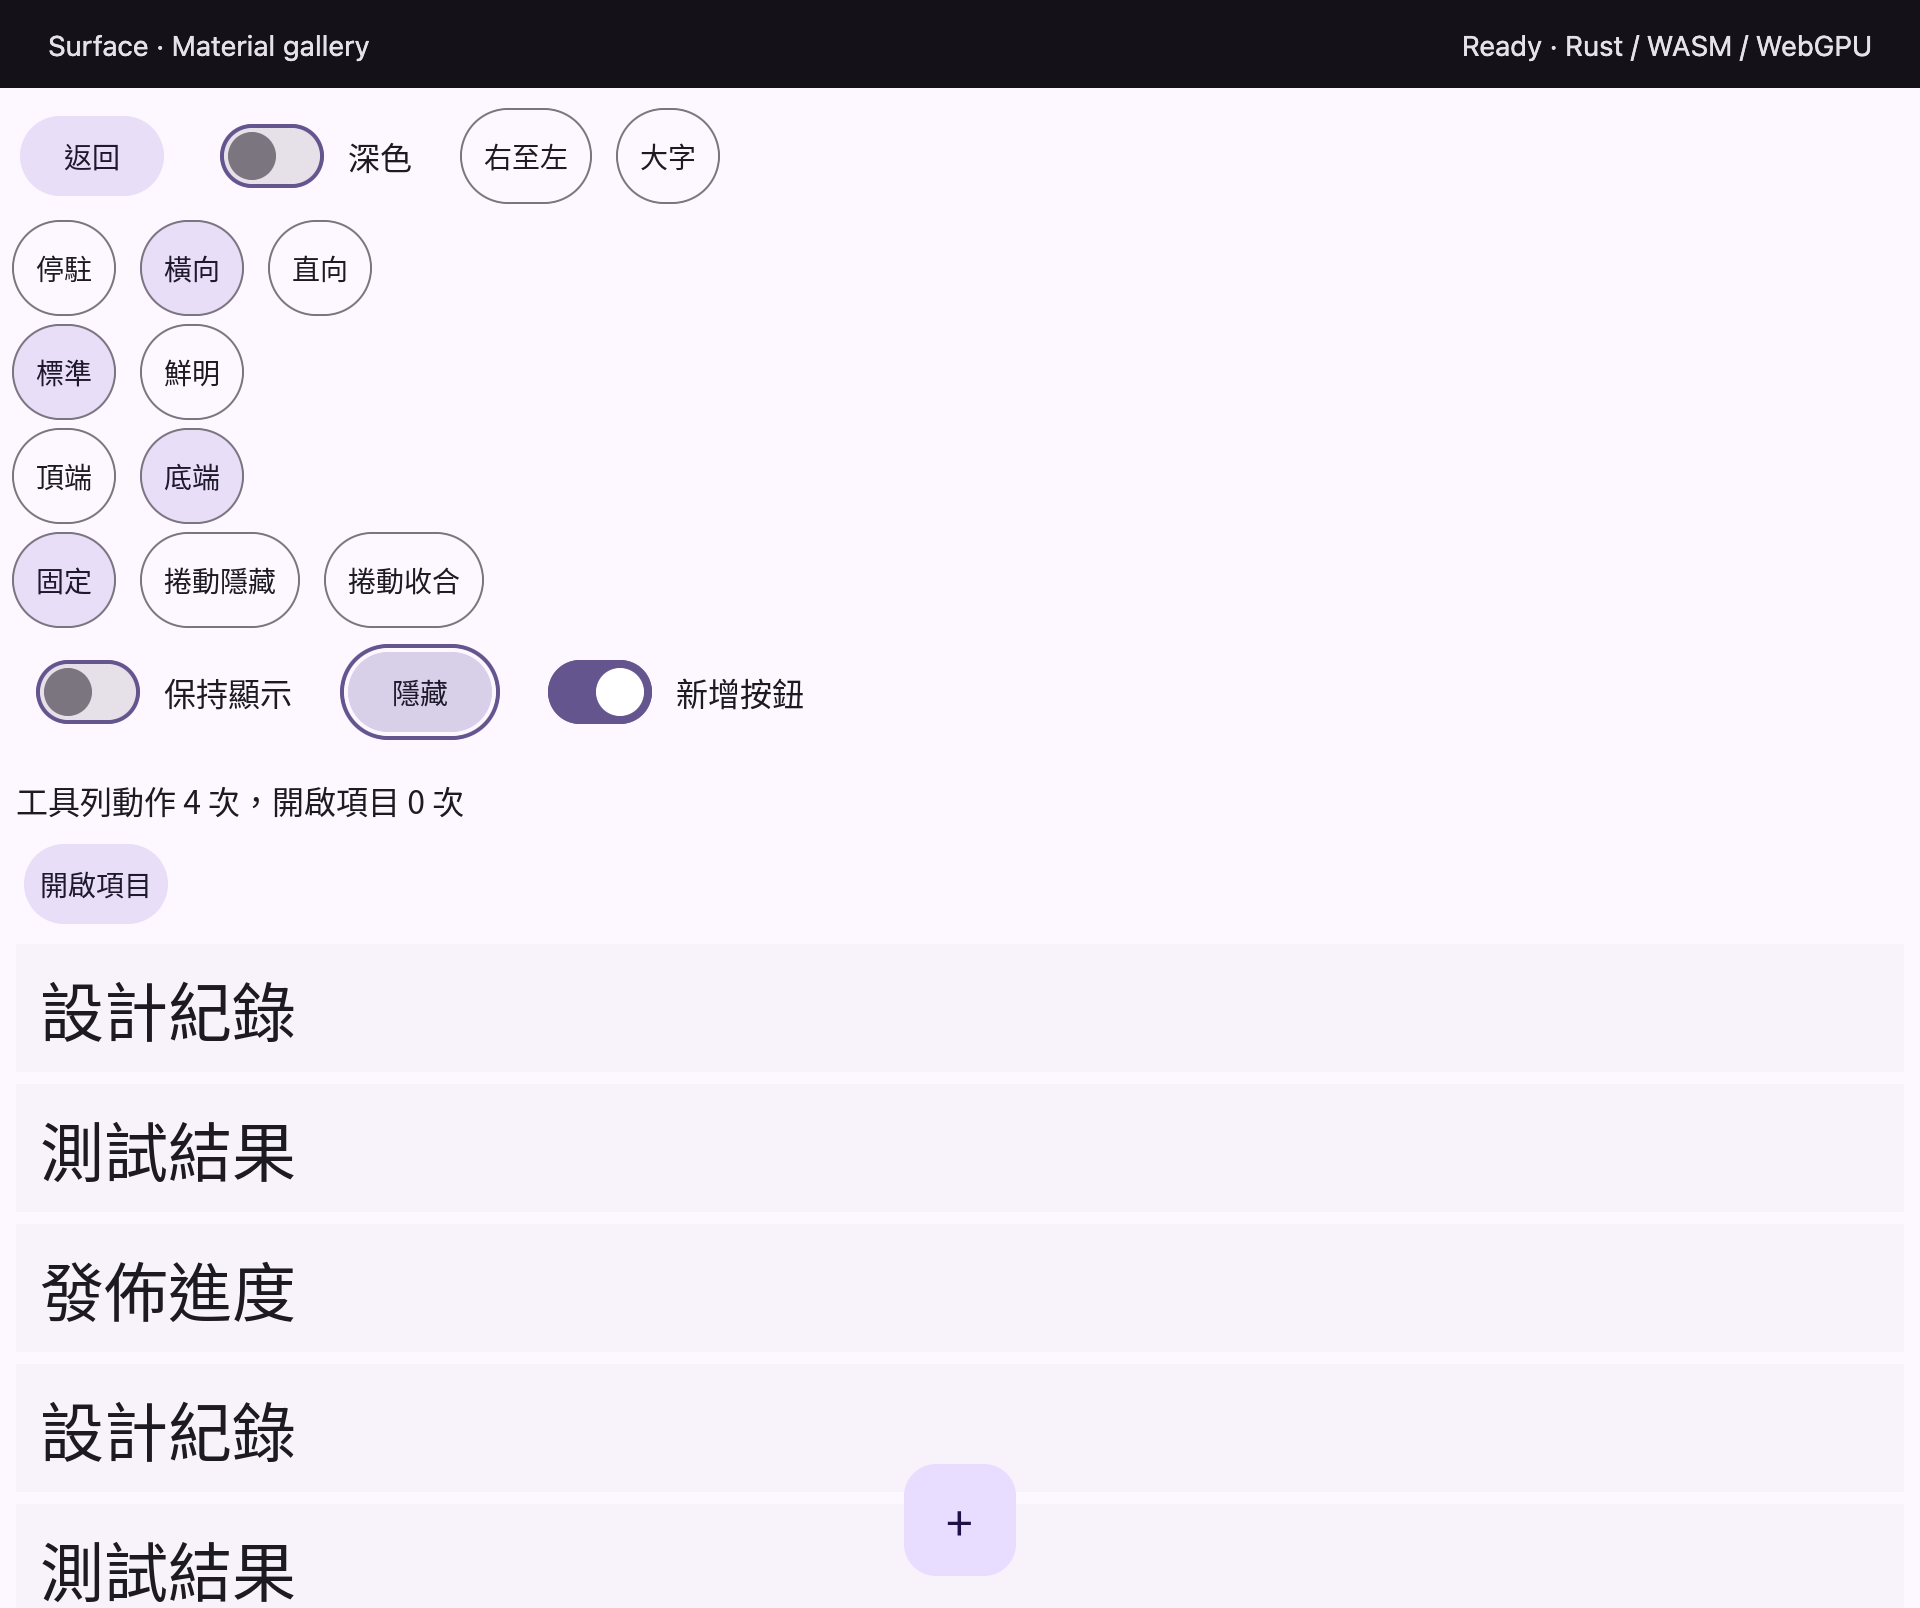 Surface · Material gallery
Ready · Rust / WASM / WebGPU
返回 深色 右至左 大字
停駐 橫向 直向
標準 鮮明
頂端 底端
固定 捲動隱藏 捲動收合
保持顯示 隱藏 新增按鈕
工具列動作 4 次，開啟項目 0 次
開啟項目
設計紀錄
測試結果
發佈進度
設計紀錄
測試結果
+